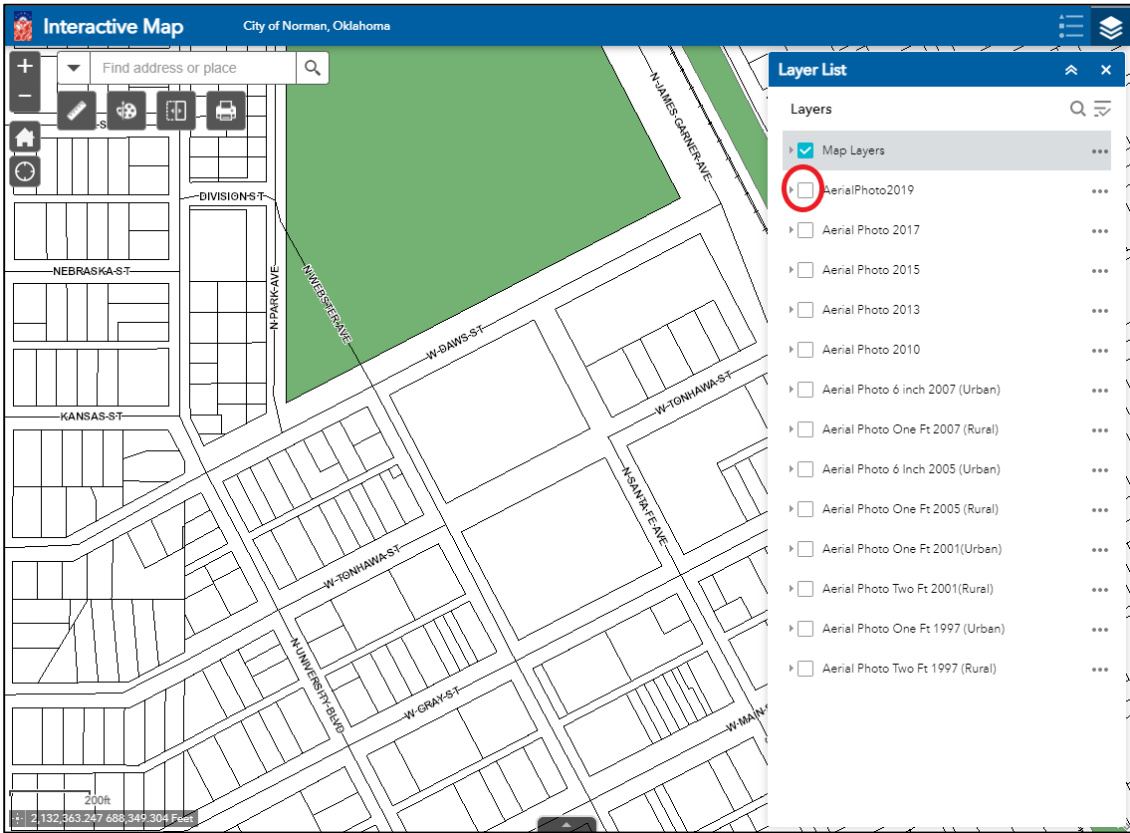 Interactive Map
City of Norman, Oklahoma
Find address or place
Layer List
Layers
Map Layers
AerialPhoto2019
Aerial Photo 2017
Aerial Photo 2015
Aerial Photo 2013
Aerial Photo 2010
Aerial Photo 6 inch 2007 (Urban)
Aerial Photo One Ft 2007 (Rural)
Aerial Photo 6 Inch 2005 (Urban)
Aerial Photo One Ft 2005 (Rural)
Aerial Photo One Ft 2001(Urban)
Aerial Photo Two Ft 2001(Rural)
Aerial Photo One Ft 1997 (Urban)
Aerial Photo Two Ft 1997 (Rural)
N-JAMES-GARNER-AVE
DIVISION-ST
NEBRASKA-ST
N-PARK-AVE
N-WEBSTER-AVE
W-DAWS-ST
W-TONHAWA-ST
KANSAS-ST
N-SANTA-FE-AVE
W-TONHAWA-ST
N-UNIVERSITY-BLVD
W-GRAY-ST
W-MAIN-
200ft
2,132,363.247 688,349.304 Feet